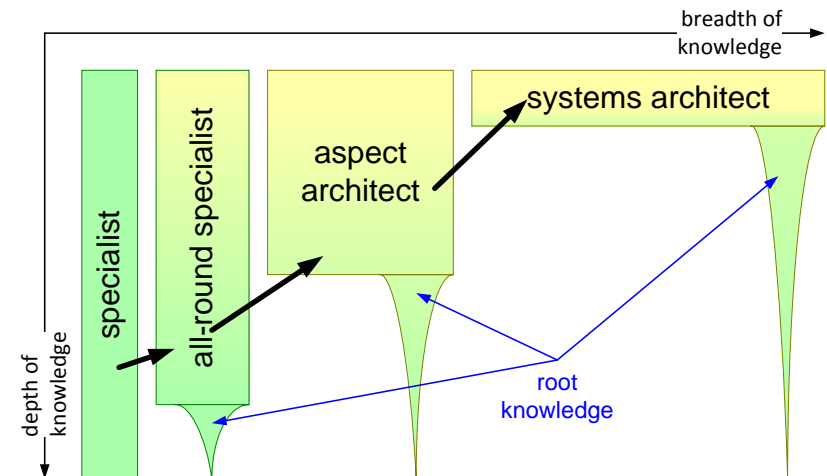 breadth of
knowledge
systems architect
aspect
architect
all-round specialist
specialist
depth of
knowledge
root
knowledge